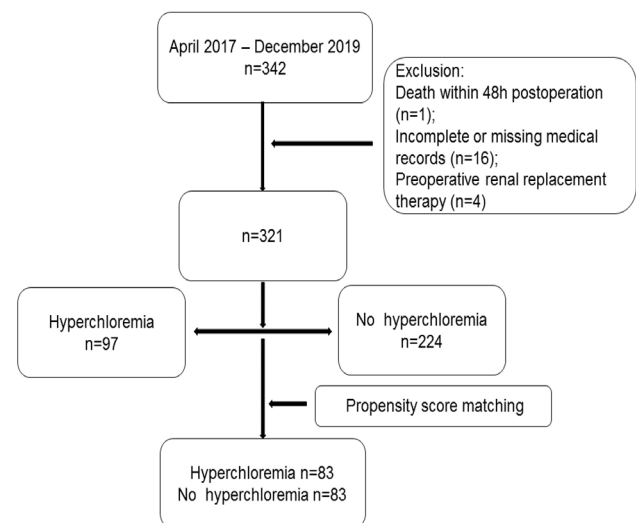 April 2017 – December 2019
n=342
Exclusion:
Death within 48h postoperation
(n=1);
Incomplete or missing medical
records (n=16);
Preoperative renal replacement
therapy (n=4)
n=321
Hyperchloremia
n=97
No hyperchloremia
n=224
Propensity score matching
Hyperchloremia n=83
No hyperchloremia n=83